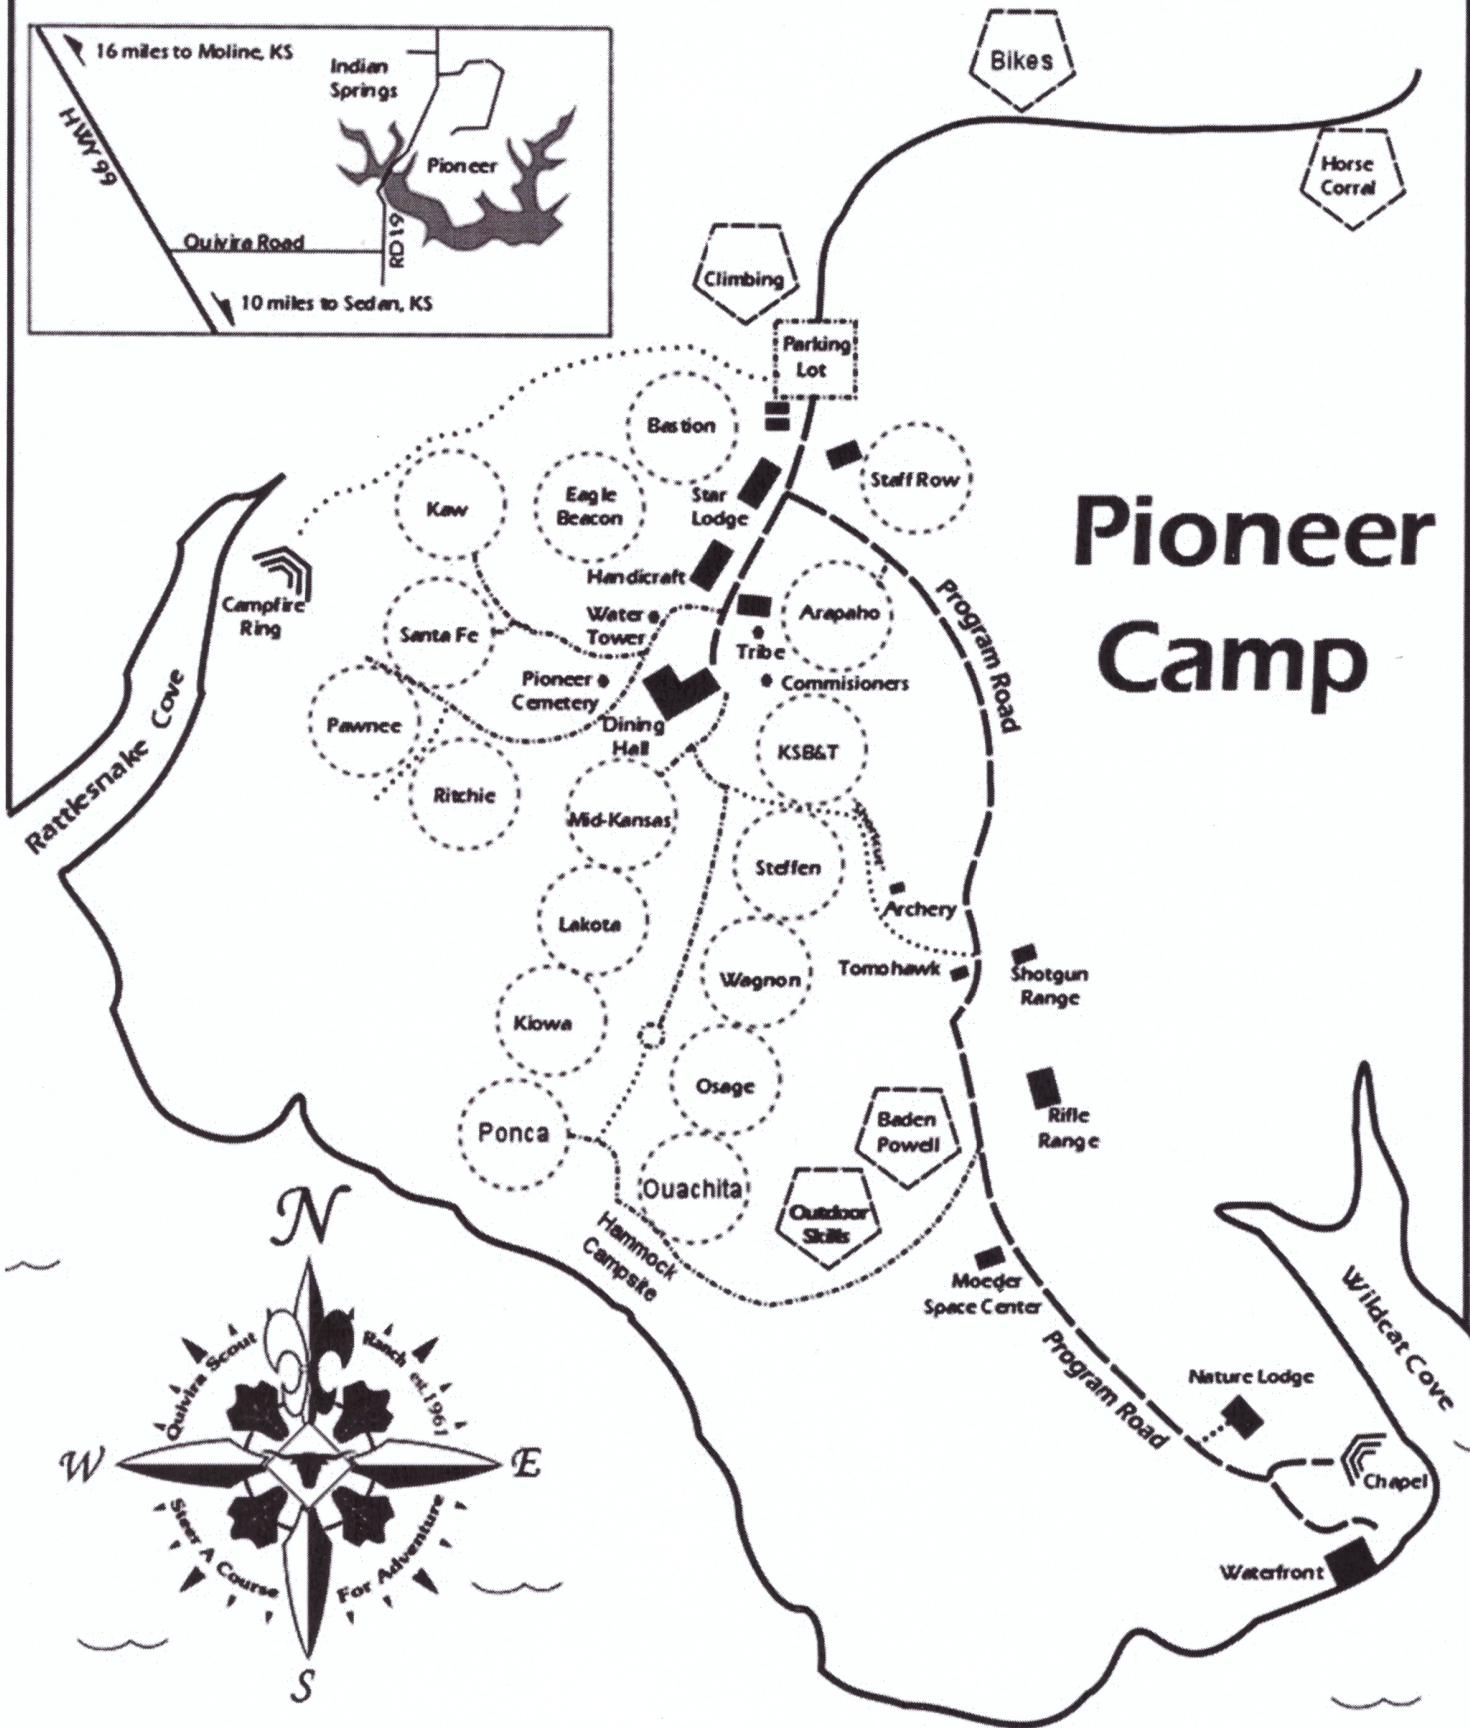 16 miles to Moline, KS
HWY 99
Indian
Springs
Pioneer
Quivira Road
RD 19
10 miles to Sedan, KS
Bikes
Horse
Corral
Climbing
Parking
Lot
Bastion
Staff Row
Kaw
Eagle
Beacon
Star
Lodge
Pioneer
Camp
Handicraft
Campfire
Ring
Santa Fe
Water
Tower
Arapaho
Tribe
Program Road
Pioneer
Cemetery
Commisioners
Pawnee
Dining
Hall
KSB&T
Rattlesnake Cove
Ritchie
Mid-Kansas
Shortcut
Steffen
Archery
Lakota
Wagnon
Tomohawk
Shotgun
Range
Kiowa
Osage
Baden
Powell
Rifle
Range
Ponca
Ouachita
Outdoor
Skills
Hammock
Campsite
Moeder
Space Center
Program Road
Wildcat Cove
Nature Lodge
Chapel
Waterfront
N
Quivira Scout
Ranch est.1961
W
E
Steer A Course
For Adventure
S